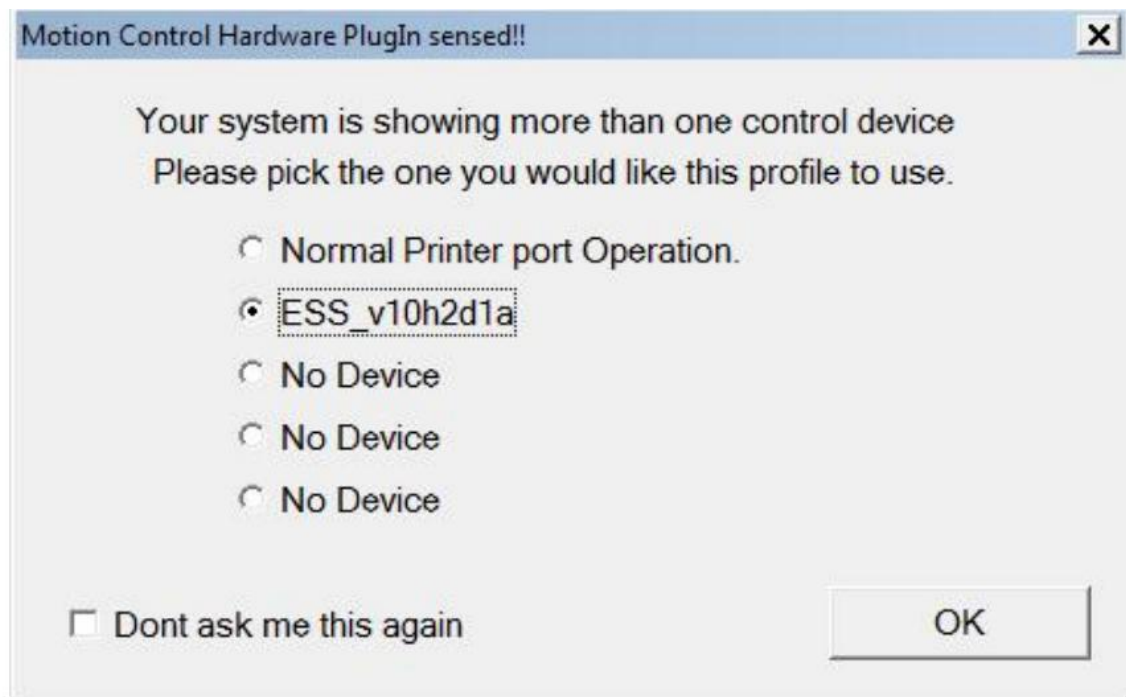 Motion Control Hardware PlugIn sensed!!
Your system is showing more than one control device
Please pick the one you would like this profile to use.
Normal Printer port Operation.
ESS_v10h2d1a
No Device
No Device
No Device
Dont ask me this again
OK